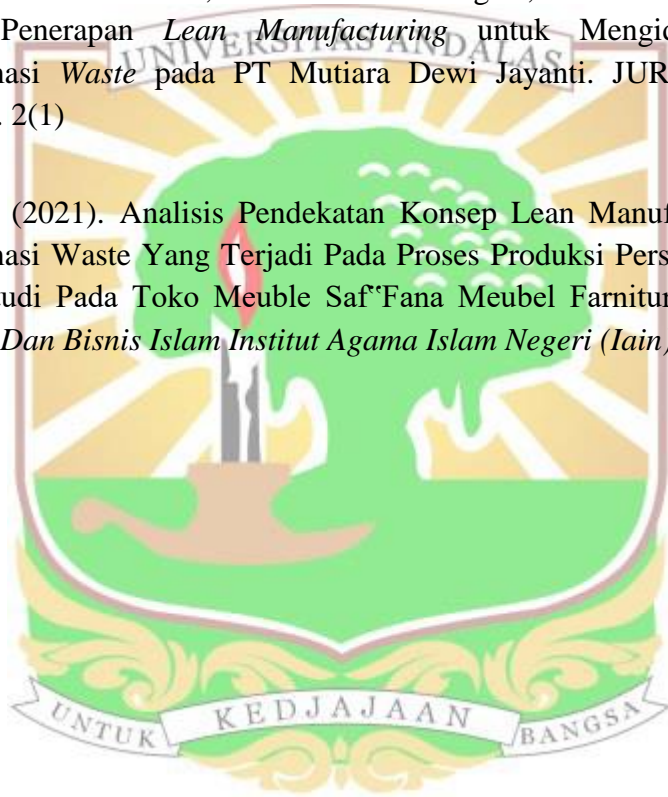 Penerapan Lean Manufacturing untuk Mengid
UNIVERSITAS ANDALAS
nasi Waste pada PT Mutiara Dewi Jayanti. JUR
. 2(1)
(2021). Analisis Pendekatan Konsep Lean Manuf
nasi Waste Yang Terjadi Pada Proses Produksi Pers
tudi Pada Toko Meuble Saf‟Fana Meubel Farnitur
Dan Bisnis Islam Institut Agama Islam Negeri (Iain)
UNTUK KEDJAJAAN BANGSA